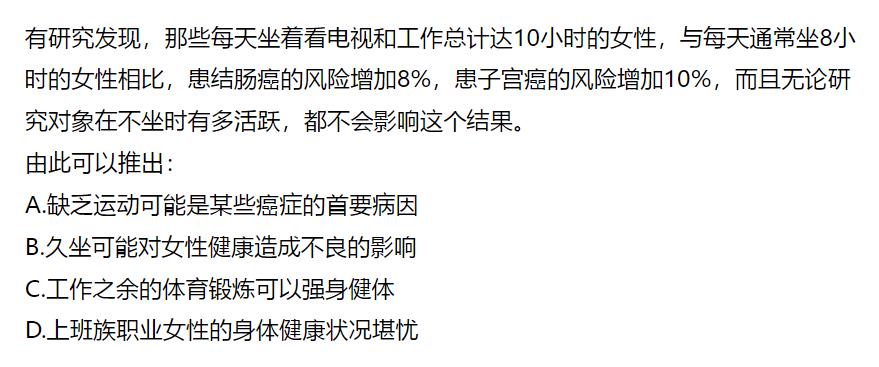 有研究发现，那些每天坐着看电视和工作总计达10小时的女性，与每天通常坐8小
时的女性相比，患结肠癌的风险增加8%，患子宫癌的风险增加10%，而且无论研
究对象在不坐时有多活跃，都不会影响这个结果。
由此可以推出：
A.缺乏运动可能是某些癌症的首要病因
B.久坐可能对女性健康造成不良的影响
C.工作之余的体育锻炼可以强身健体
D.上班族职业女性的身体健康状况堪忧